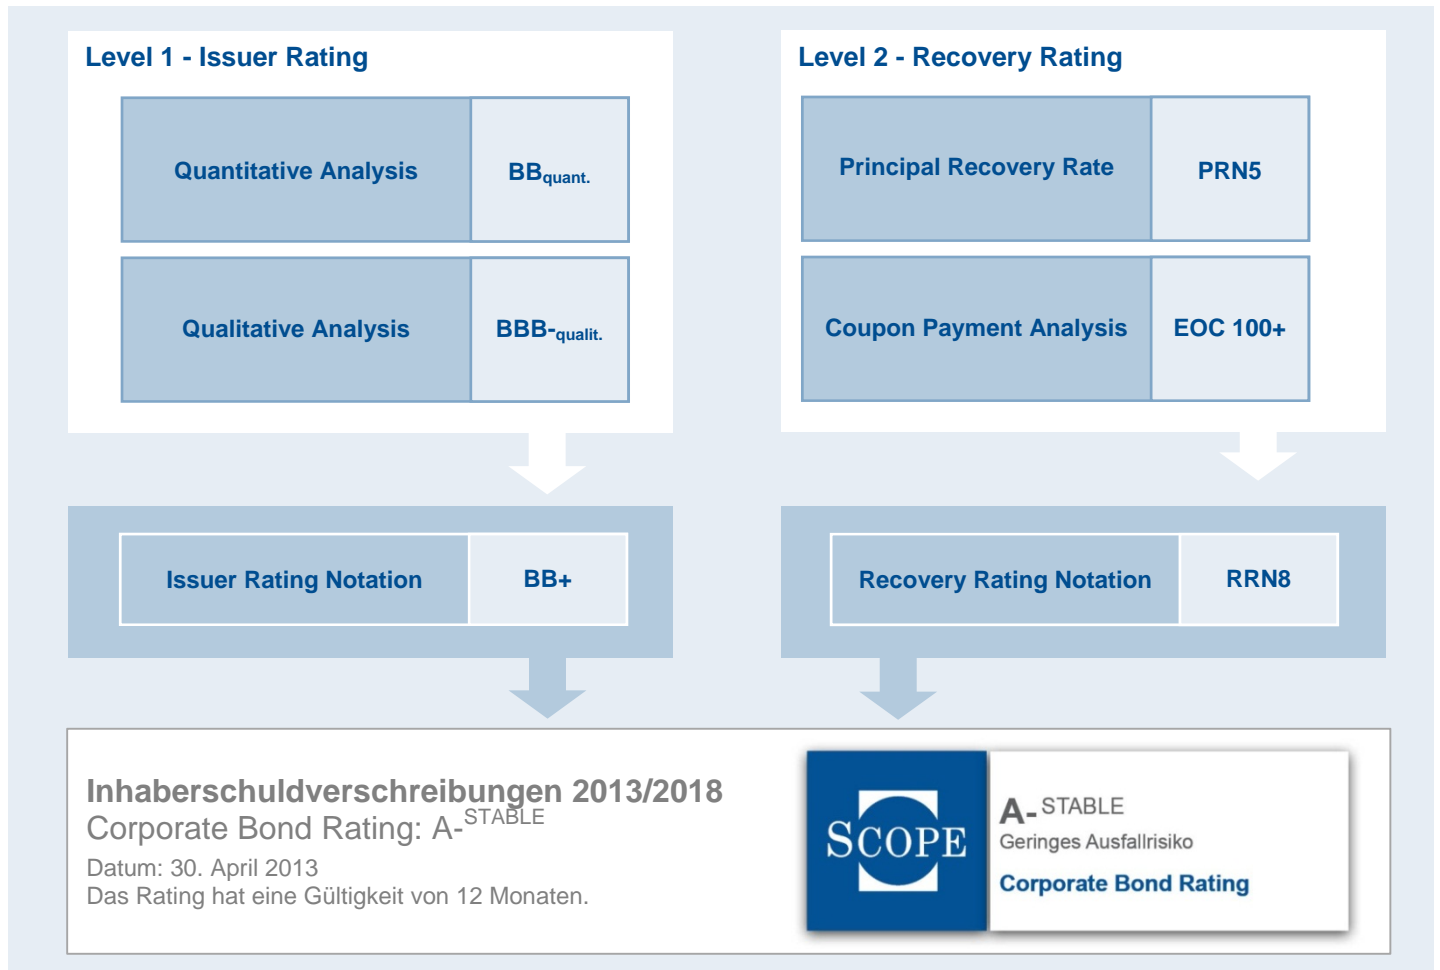 Level 1 - Issuer Rating
Quantitative Analysis
BBquant.
Qualitative Analysis
BBB-qualit.
Issuer Rating Notation
BB+
Level 2 - Recovery Rating
Principal Recovery Rate
PRN5
Coupon Payment Analysis
EOC 100+
Recovery Rating Notation
RRN8
Inhaberschuldverschreibungen 2013/2018
Corporate Bond Rating: A-STABLE
Datum: 30. April 2013
Das Rating hat eine Gültigkeit von 12 Monaten.
SCOPE
A-STABLE
Geringes Ausfallrisiko
Corporate Bond Rating